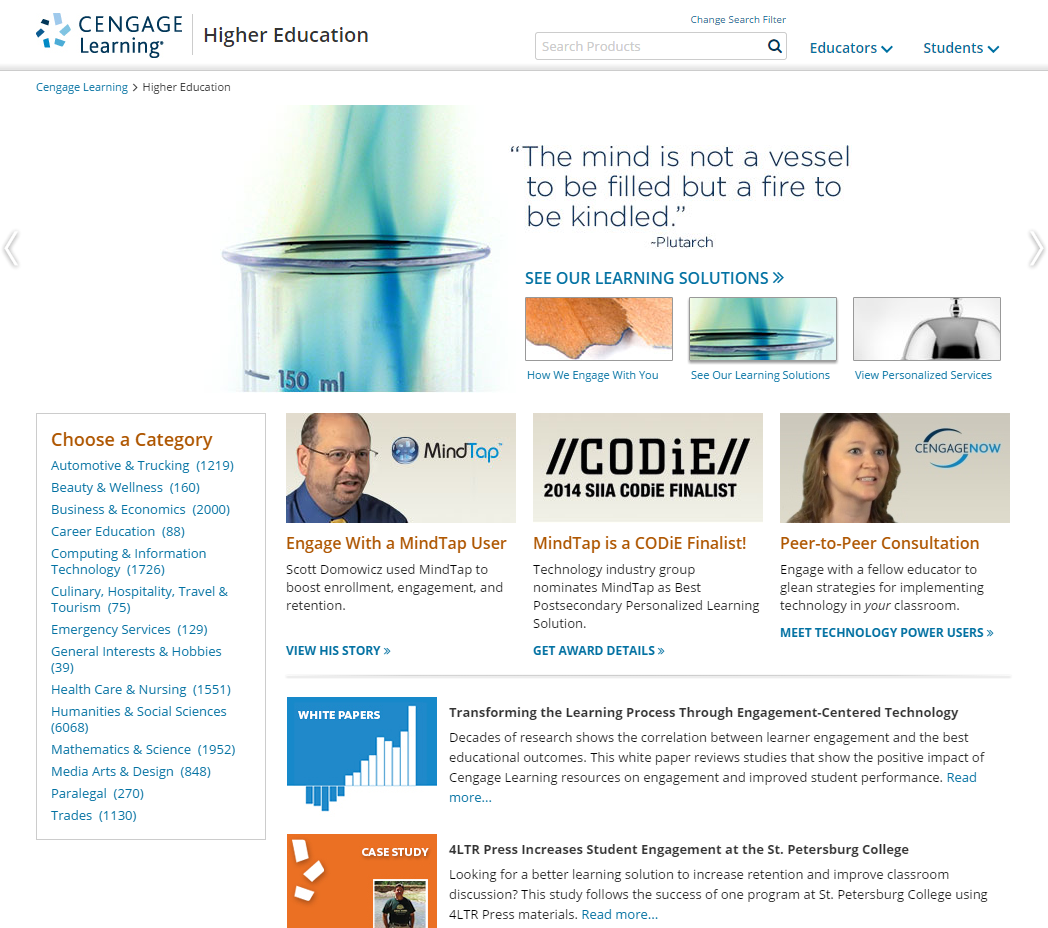 CENGAGE
Learning®
Higher Education
Change Search Filter
Search Products
Educators
Students
Cengage Learning > Higher Education
“The mind is not a vessel
to be filled but a fire to
be kindled.”
~Plutarch
SEE OUR LEARNING SOLUTIONS »
150 ml
How We Engage With You
See Our Learning Solutions
View Personalized Services
Choose a Category
Automotive & Trucking (1219)
Beauty & Wellness (160)
Business & Economics (2000)
Career Education (88)
Computing & Information
Technology (1726)
Culinary, Hospitality, Travel &
Tourism (75)
Emergency Services (129)
General Interests & Hobbies
(39)
Health Care & Nursing (1551)
Humanities & Social Sciences
(6068)
Mathematics & Science (1952)
Media Arts & Design (848)
Paralegal (270)
Trades (1130)
MindTap™
Engage With a MindTap User
Scott Domowicz used MindTap to
boost enrollment, engagement, and
retention.
VIEW HIS STORY »
//CODiE//
2014 SIIA CODiE FINALIST
MindTap is a CODiE Finalist!
Technology industry group
nominates MindTap as Best
Postsecondary Personalized Learning
Solution.
GET AWARD DETAILS »
CENGAGENOW
Peer-to-Peer Consultation
Engage with a fellow educator to
glean strategies for implementing
technology in your classroom.
MEET TECHNOLOGY POWER USERS »
WHITE PAPERS
Transforming the Learning Process Through Engagement-Centered Technology
Decades of research shows the correlation between learner engagement and the best
educational outcomes. This white paper reviews studies that show the positive impact of
Cengage Learning resources on engagement and improved student performance. Read
more...
CASE STUDY
4LTR Press Increases Student Engagement at the St. Petersburg College
Looking for a better learning solution to increase retention and improve classroom
discussion? This study follows the success of one program at St. Petersburg College using
4LTR Press materials. Read more...